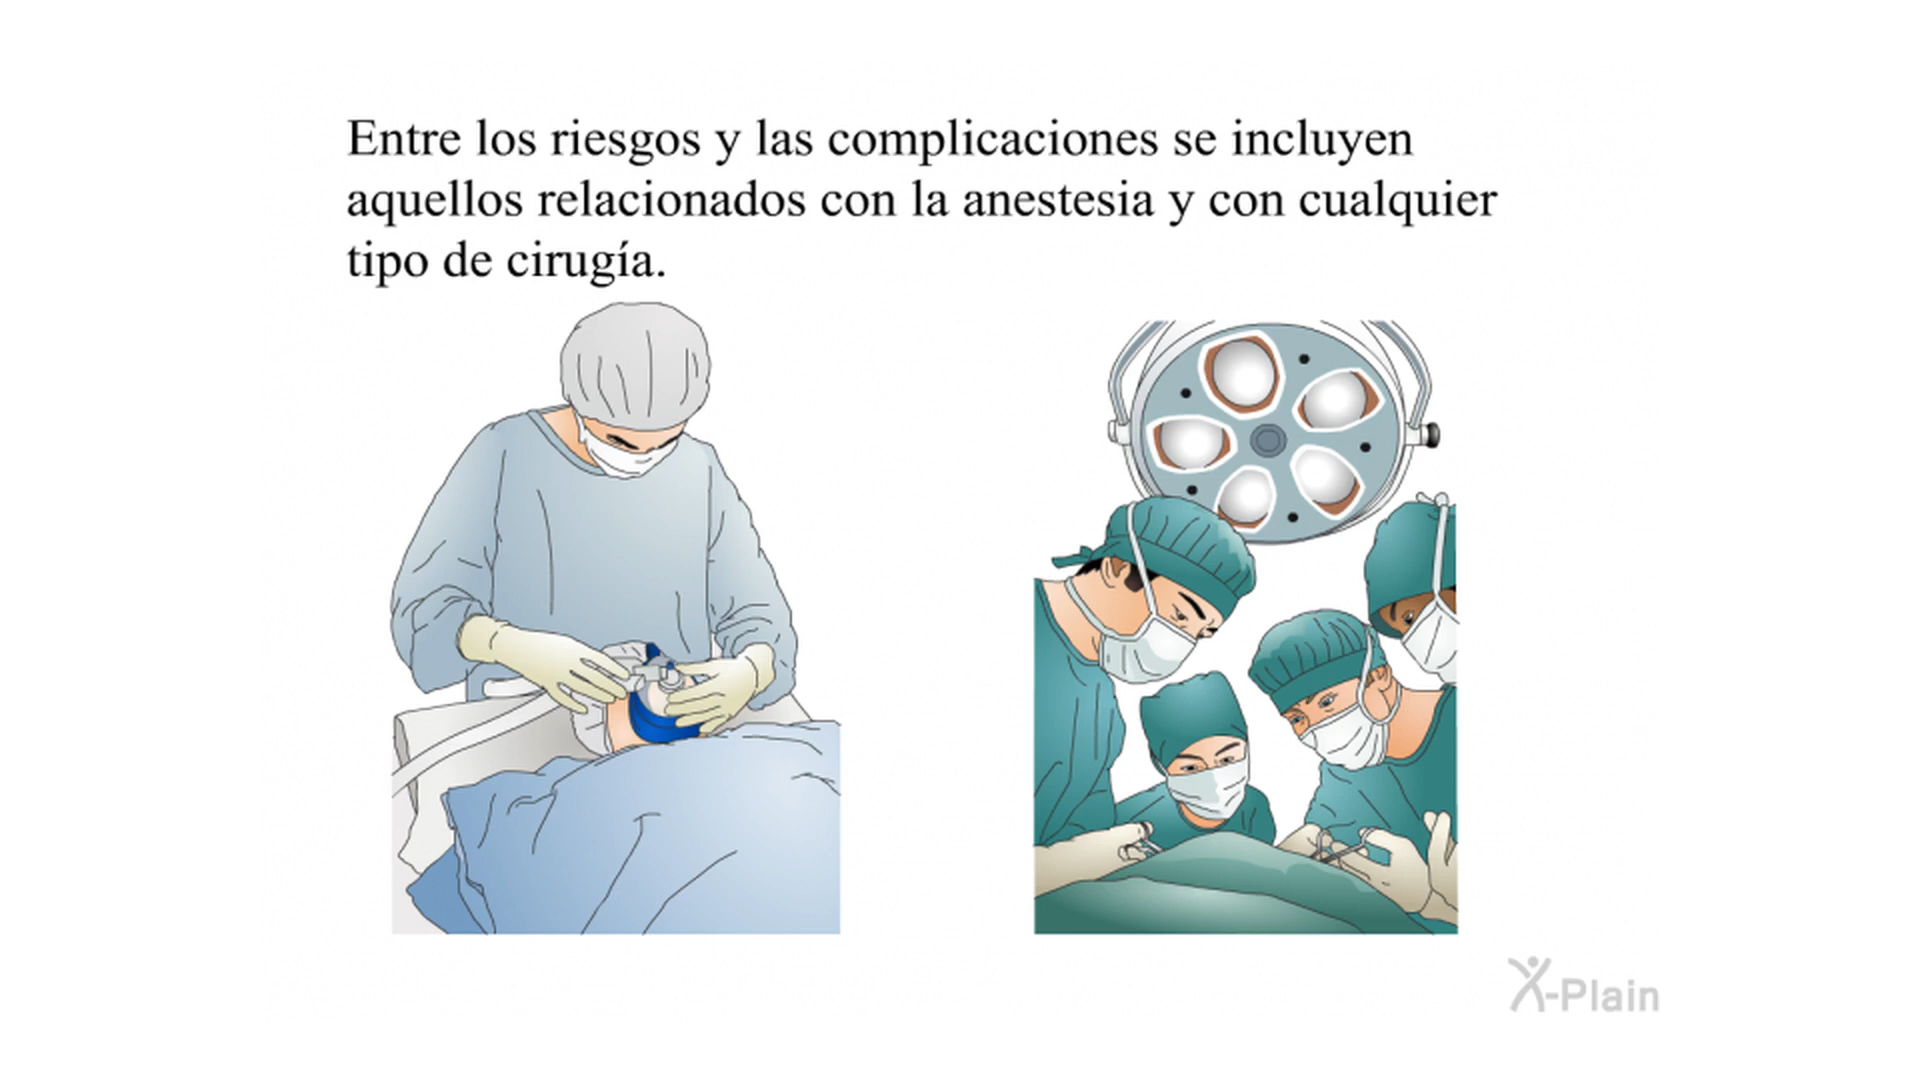 Entre los riesgos y las complicaciones se incluyen
aquellos relacionados con la anestesia y con cualquier
tipo de cirugía.
X-Plain